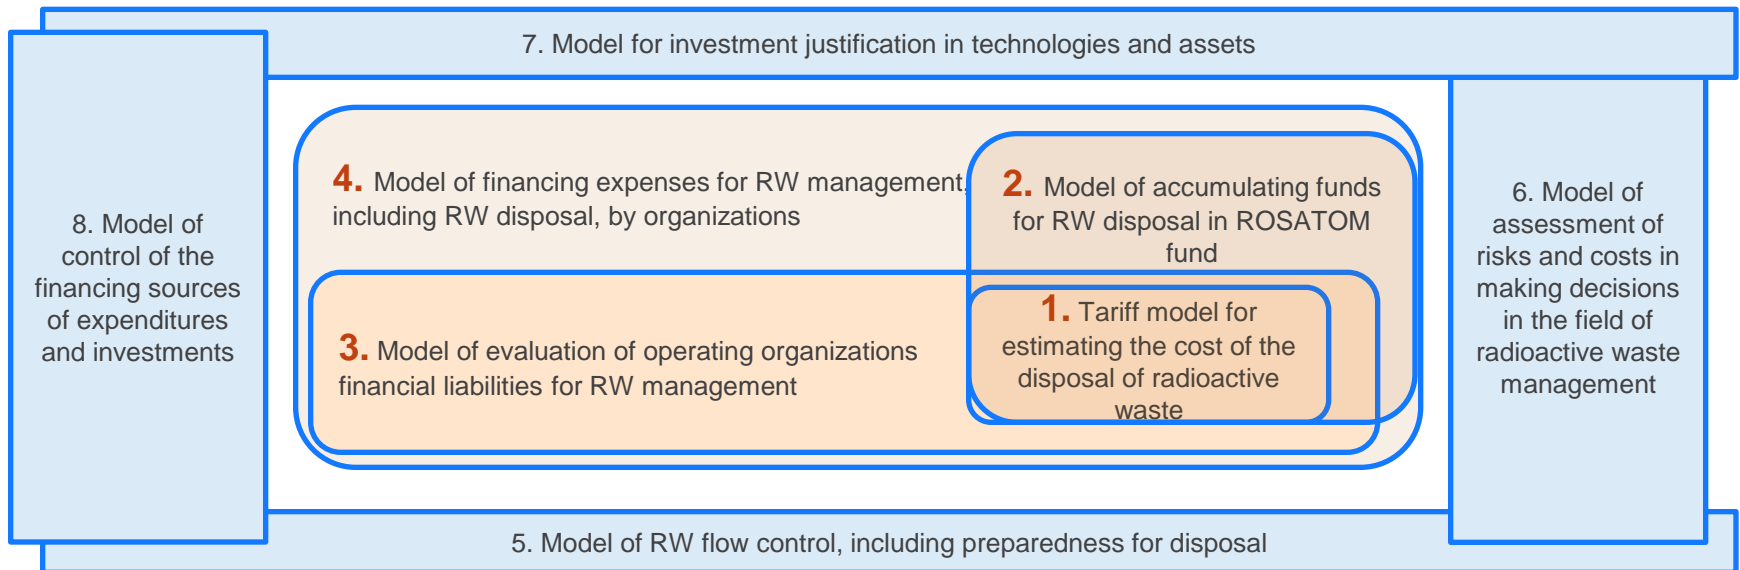 7. Model for investment justification in technologies and assets
8. Model of
control of the
financing sources
of expenditures
and investments
4. Model of financing expenses for RW management,
including RW disposal, by organizations
2. Model of accumulating funds
for RW disposal in ROSATOM
fund
3. Model of evaluation of operating organizations
financial liabilities for RW management
1. Tariff model for
estimating the cost of the
disposal of radioactive
waste
6. Model of
assessment of
risks and costs in
making decisions
in the field of
radioactive waste
management
5. Model of RW flow control, including preparedness for disposal